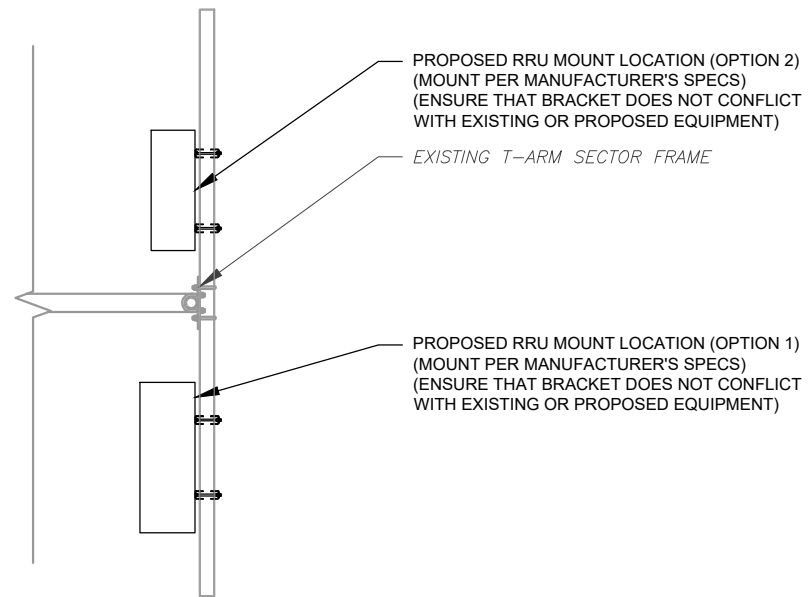 PROPOSED RRU MOUNT LOCATION (OPTION 2)
(MOUNT PER MANUFACTURER'S SPECS)
(ENSURE THAT BRACKET DOES NOT CONFLICT
WITH EXISTING OR PROPOSED EQUIPMENT)
EXISTING T-ARM SECTOR FRAME
PROPOSED RRU MOUNT LOCATION (OPTION 1)
(MOUNT PER MANUFACTURER'S SPECS)
(ENSURE THAT BRACKET DOES NOT CONFLICT
WITH EXISTING OR PROPOSED EQUIPMENT)